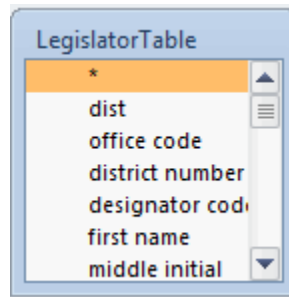 LegislatorTable
*
dist
office code
district number
designator cod
first name
middle initial